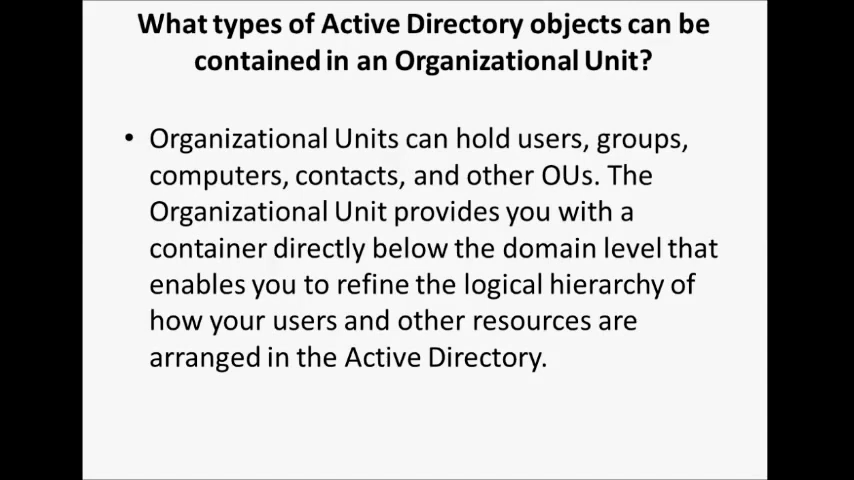 What types of Active Directory objects can be
contained in an Organizational Unit?
• Organizational Units can hold users, groups,
computers, contacts, and other OUs. The
Organizational Unit provides you with a
container directly below the domain level that
enables you to refine the logical hierarchy of
how your users and other resources are
arranged in the Active Directory.